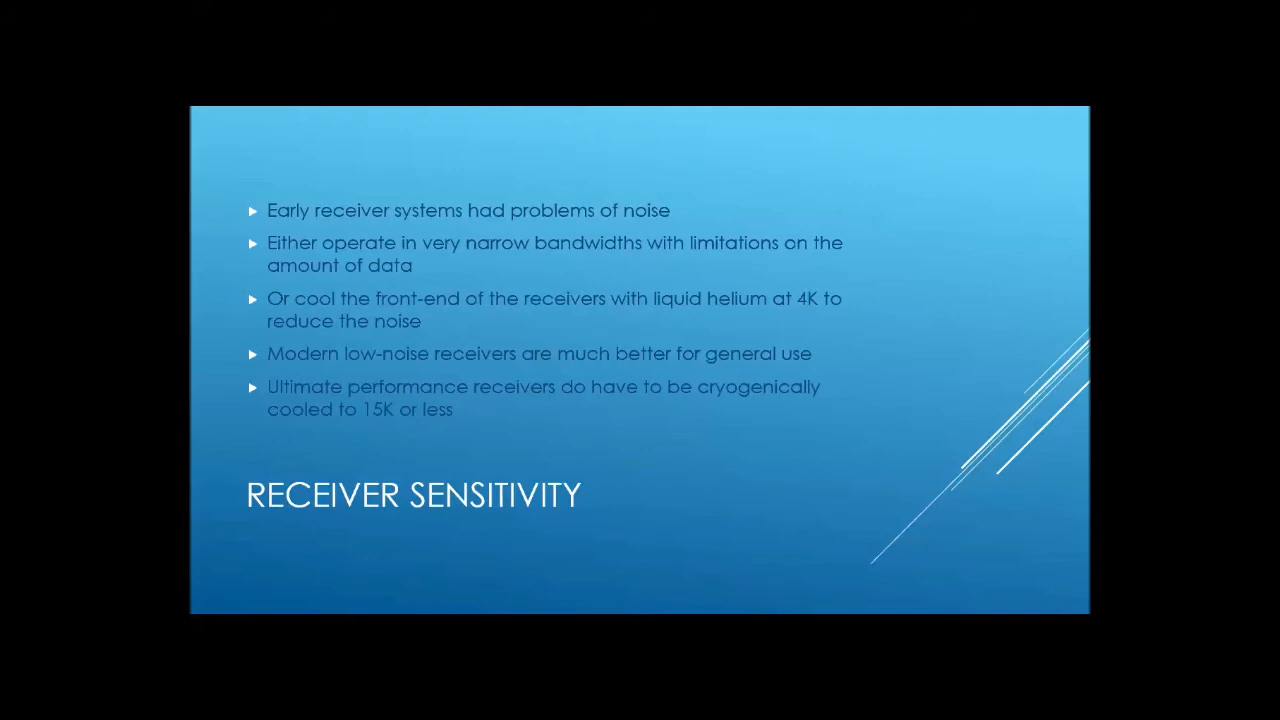 Early receiver systems had problems of noise
Either operate in very narrow bandwidths with limitations on the
amount of data
Or cool the front-end of the receivers with liquid helium at 4K to
reduce the noise
Modern low-noise receivers are much better for general use
Ultimate performance receivers do have to be cryogenically
cooled to 15K or less
RECEIVER SENSITIVITY